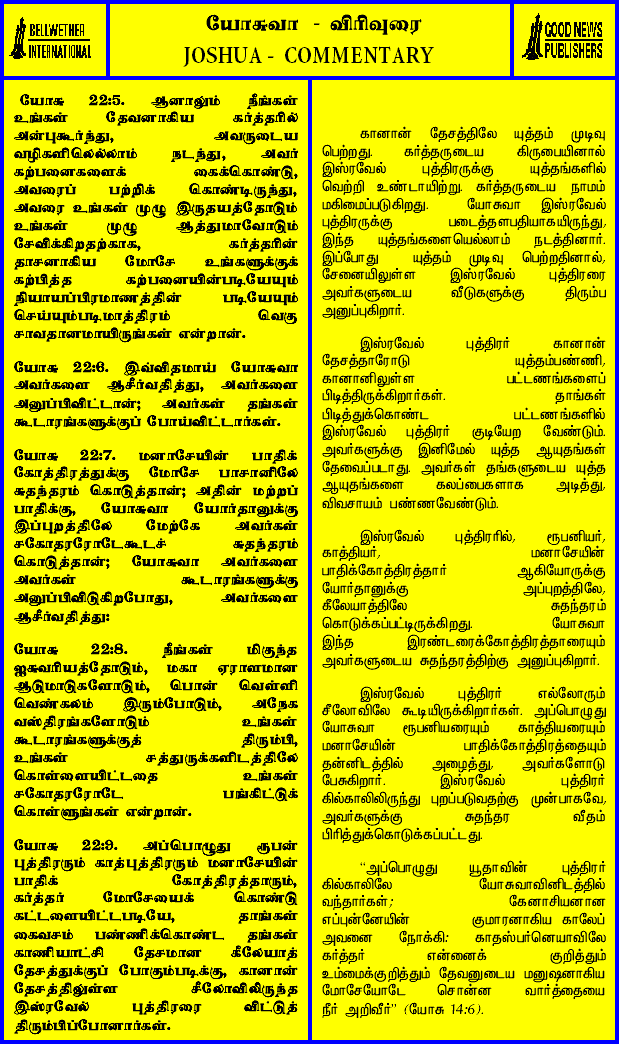 BELLWETHER
INTERNATIONAL
யோசுவா - விரிவுரை
JOSHUA - COMMENTARY
GOOD NEWS
PUBLISHERS
யோசு 22:5. ஆனாலும் நீங்கள்
உங்கள் தேவனாகிய கர்த்தரில்
அன்புகூர்ந்து, அவருடைய
வழிகளிலெல்லாம் நடந்து, அவர்
கற்பனைகளைக் கைக்கொண்டு,
அவரைப் பற்றிக் கொண்டிருந்து,
அவரை உங்கள் முழு இருதயத்தோடும்
உங்கள் முழு ஆத்துமாவோடும்
சேவிக்கிறதற்காக, கர்த்தரின்
தாசனாகிய மோசே உங்களுக்குக்
கற்பித்த கற்பனையின்படியேயும்
நியாயப்பிரமாணத்தின் படியேயும்
செய்யும்படிமாத்திரம் வெகு
சாவதானமாயிருங்கள் என்றான்.
யோசு 22:6. இவ்விதமாய் யோசுவா
அவர்களை ஆசீர்வதித்து, அவர்களை
அனுப்பிவிட்டான்; அவர்கள் தங்கள்
கூடாரங்களுக்குப் போய்விட்டார்கள்.
யோசு 22:7. மனாசேயின் பாதிக்
கோத்திரத்துக்கு மோசே பாசானிலே
சுதந்தரம் கொடுத்தான்; அதின் மற்றப்
பாதிக்கு, யோசுவா யோர்தானுக்கு
இப்புறத்திலே மேற்கே அவர்கள்
சகோதரரோடேகூடச் சுதந்தரம்
கொடுத்தான்; யோசுவா அவர்களை
அவர்கள் கூடாரங்களுக்கு
அனுப்பிவிடுகிறபோது, அவர்களை
ஆசீர்வதித்து:
யோசு 22:8. நீங்கள் மிகுந்த
ஐசுவரியத்தோடும், மகா ஏராளமான
ஆடுமாடுகளோடும், பொன் வெள்ளி
வெண்கலம் இரும்போடும், அநேக
வஸ்திரங்களோடும் உங்கள்
கூடாரங்களுக்குத் திரும்பி,
உங்கள் சத்துருக்களிடத்திலே
கொள்ளையிட்டதை உங்கள்
சகோதரரோடே பங்கிட்டுக்
கொள்ளுங்கள் என்றான்.
யோசு 22:9. அப்பொழுது ரூபன்
புத்திரரும் காத்புத்திரரும் மனாசேயின்
பாதிக் கோத்திரத்தாரும்,
கர்த்தர் மோசேயைக் கொண்டு
கட்டளையிட்டபடியே, தாங்கள்
கைவசம் பண்ணிக்கொண்ட தங்கள்
காணியாட்சி தேசமான கீலேயாத்
தேசத்துக்குப் போகும்படிக்கு, கானான்
தேசத்திலுள்ள சீலோவிலிருந்த
இஸ்ரவேல் புத்திரரை விட்டுத்
திரும்பிப்போனார்கள்.
கானான் தேசத்திலே யுத்தம் முடிவு
பெற்றது. கர்த்தருடைய கிருபையினால்
இஸ்ரவேல் புத்திரருக்கு யுத்தங்களில்
வெற்றி உண்டாயிற்று. கர்த்தருடைய நாமம்
மகிமைப்படுகிறது. யோசுவா இஸ்ரவேல்
புத்திரருக்கு படைத்தளபதியாகயிருந்து,
இந்த யுத்தங்களையெல்லாம் நடத்தினார்.
இப்போது யுத்தம் முடிவு பெற்றதினால்,
சேனையிலுள்ள இஸ்ரவேல் புத்திரரை
அவர்களுடைய வீடுகளுக்கு திரும்ப
அனுப்புகிறார்.
இஸ்ரவேல் புத்திரர் கானான்
தேசத்தாரோடு யுத்தம்பண்ணி,
கானானிலுள்ள பட்டணங்களைப்
பிடித்திருக்கிறார்கள். தாங்கள்
பிடித்துக்கொண்ட பட்டணங்களில்
இஸ்ரவேல் புத்திரர் குடியேற வேண்டும்.
அவர்களுக்கு இனிமேல் யுத்த ஆயுதங்கள்
தேவைப்படாது. அவர்கள் தங்களுடைய யுத்த
ஆயுதங்களை கலப்பைகளாக அடித்து,
விவசாயம் பண்ணவேண்டும்.
இஸ்ரவேல் புத்திரரில், ரூபனியர்,
காத்தியர், மனாசேயின்
பாதிக்கோத்திரத்தார் ஆகியோருக்கு
யோர்தானுக்கு அப்புறத்திலே,
கீலேயாத்திலே சுதந்தரம்
கொடுக்கப்பட்டிருக்கிறது. யோசுவா
இந்த இரண்டரைக்கோத்திரத்தாரையும்
அவர்களுடைய சுதந்தரத்திற்கு அனுப்புகிறார்.
இஸ்ரவேல் புத்திரர் எல்லோரும்
சீலோவிலே கூடியிருக்கிறார்கள். அப்பொழுது
யோசுவா ரூபனியரையும் காத்தியரையும்
மனாசேயின் பாதிக்கோத்திரத்தையும்
தன்னிடத்தில் அழைத்து, அவர்களோடு
பேசுகிறார். இஸ்ரவேல் புத்திரர்
கில்காலிலிருந்து புறப்படுவதற்கு முன்பாகவே,
அவர்களுக்கு சுதந்தர வீதம்
பிரித்துக்கொடுக்கப்பட்டது.
“அப்பொழுது யூதாவின் புத்திரர்
கில்காலிலே யோசுவாவினிடத்தில்
வந்தார்கள்; கேனாசியனான
எப்புன்னேயின் குமாரனாகிய காலேப்
அவனை நோக்கி: காதஸ்பர்னெயாவிலே
கர்த்தர் என்னைக் குறித்தும்
உம்மைக்குறித்தும் தேவனுடைய மனுஷனாகிய
மோசேயோடே சொன்ன வார்த்தையை
நீர் அறிவீர்” (யோசு 14:6).